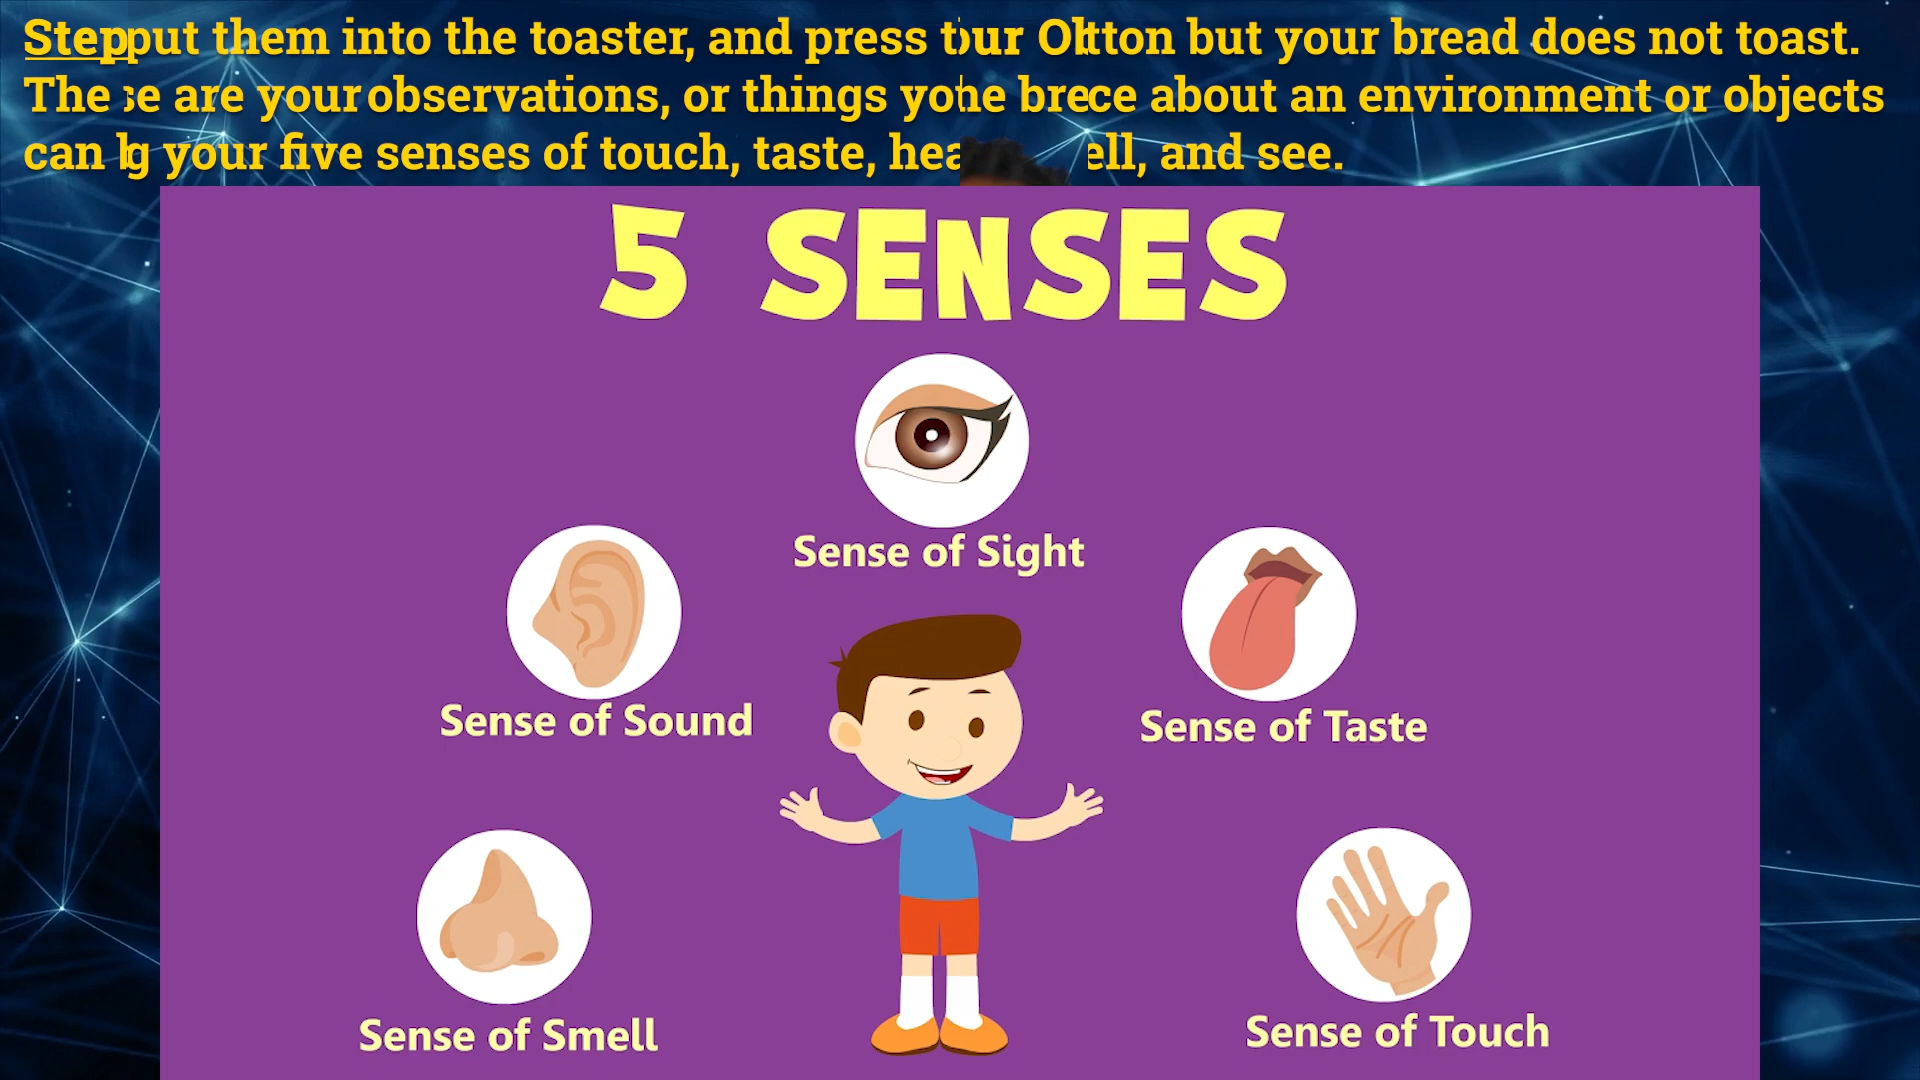 Step put them into the toaster, and press but your bread does not toast.
The are your observations, or things about an environment or objects
can your five senses of touch, taste, and see.
5 SENSES
Sense of Sight
Sense of Sound
Sense of Taste
Sense of Smell
Sense of Touch